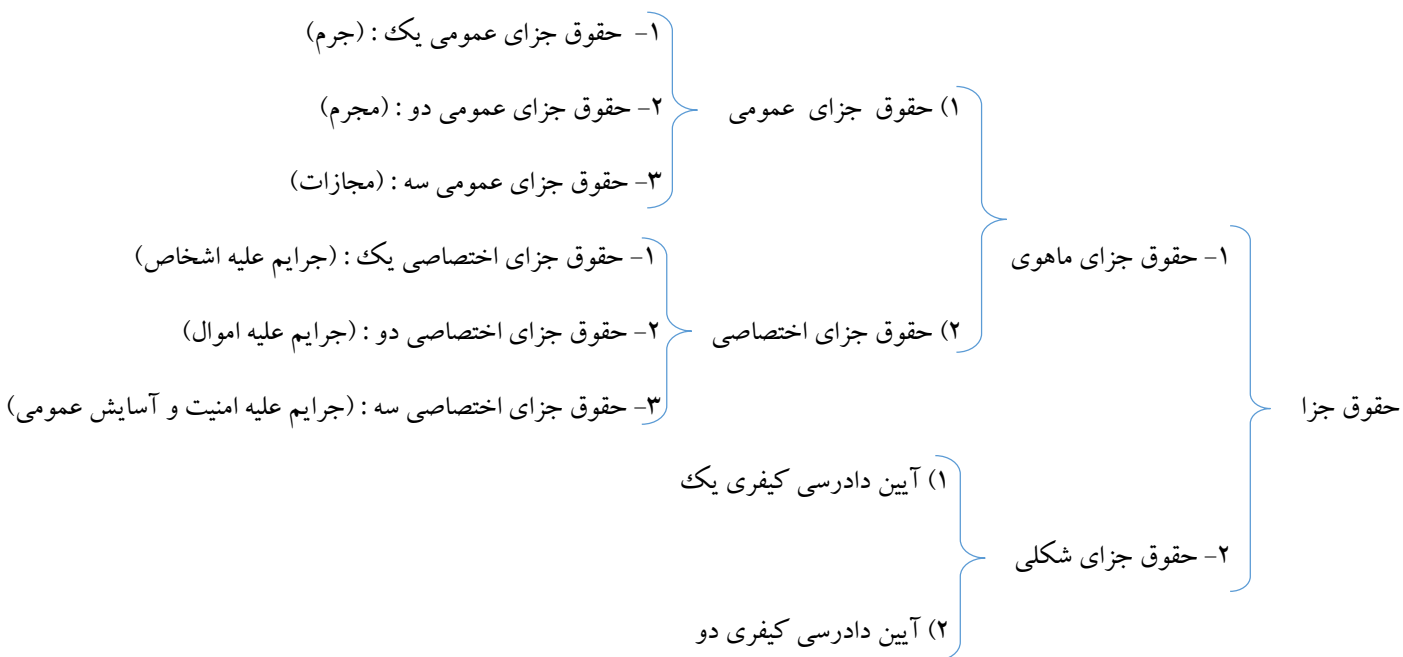 ۱- حقوق جزای عمومی یک : (جرم)
۱) حقوق جزای عمومی
۲- حقوق جزای عمومی دو : (مجرم)
۳- حقوق جزای عمومی سه : (مجازات)
۱- حقوق جزای ماهوی
۱- حقوق جزای اختصاصی یک : (جرایم علیه اشخاص)
۲) حقوق جزای اختصاصی
۲- حقوق جزای اختصاصی دو : (جرایم علیه اموال)
حقوق جزا
۳- حقوق جزای اختصاصی سه : (جرایم علیه امنیت و آسایش عمومی)
۱) آیین دادرسی کیفری یک
۲- حقوق جزای شکلی
۲) آیین دادرسی کیفری دو